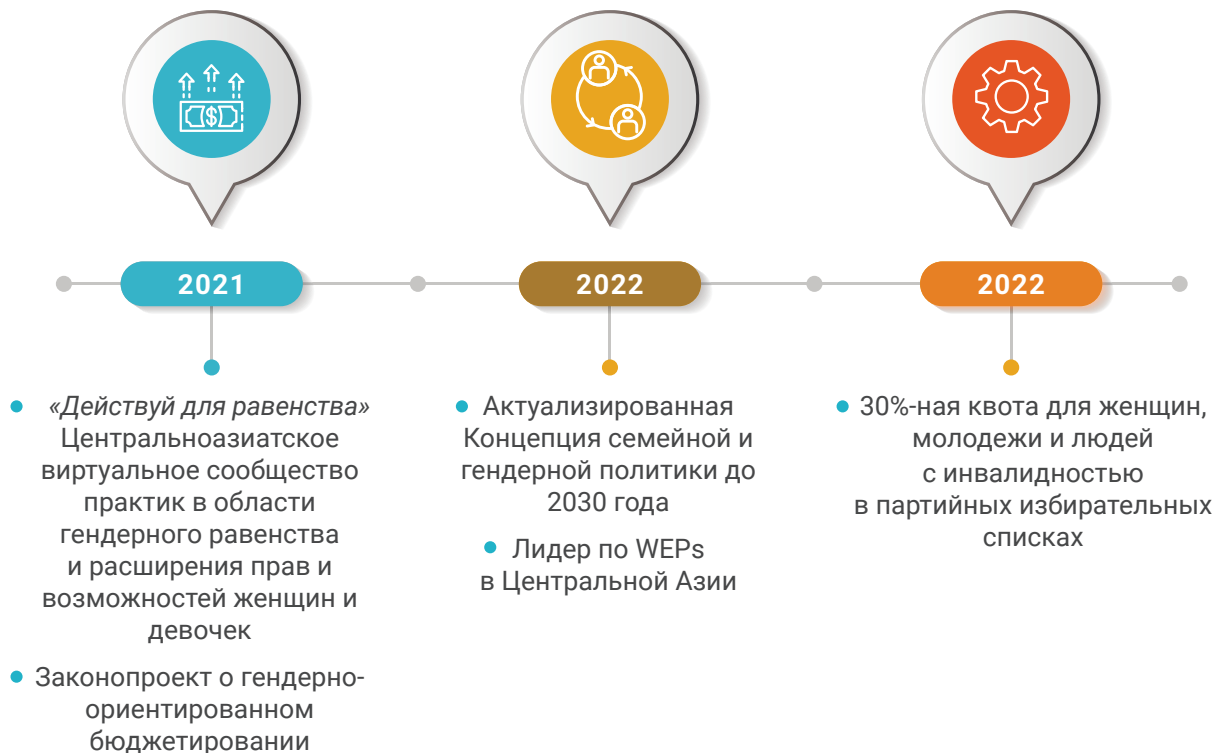 2021
«Действуй для равенства»
Центральноазиатское
виртуальное сообщество
практик в области
гендерного равенства
и расширения прав и
возможностей женщин и
девочек
Законопроект о гендерно-
ориентированном
бюджетировании
2022
Актуализированная
Концепция семейной и
гендерной политики до
2030 года
Лидер по WEPs
в Центральной Азии
2022
30%-ная квота для женщин,
молодежи и людей
с инвалидностью
в партийных избирательных
списках